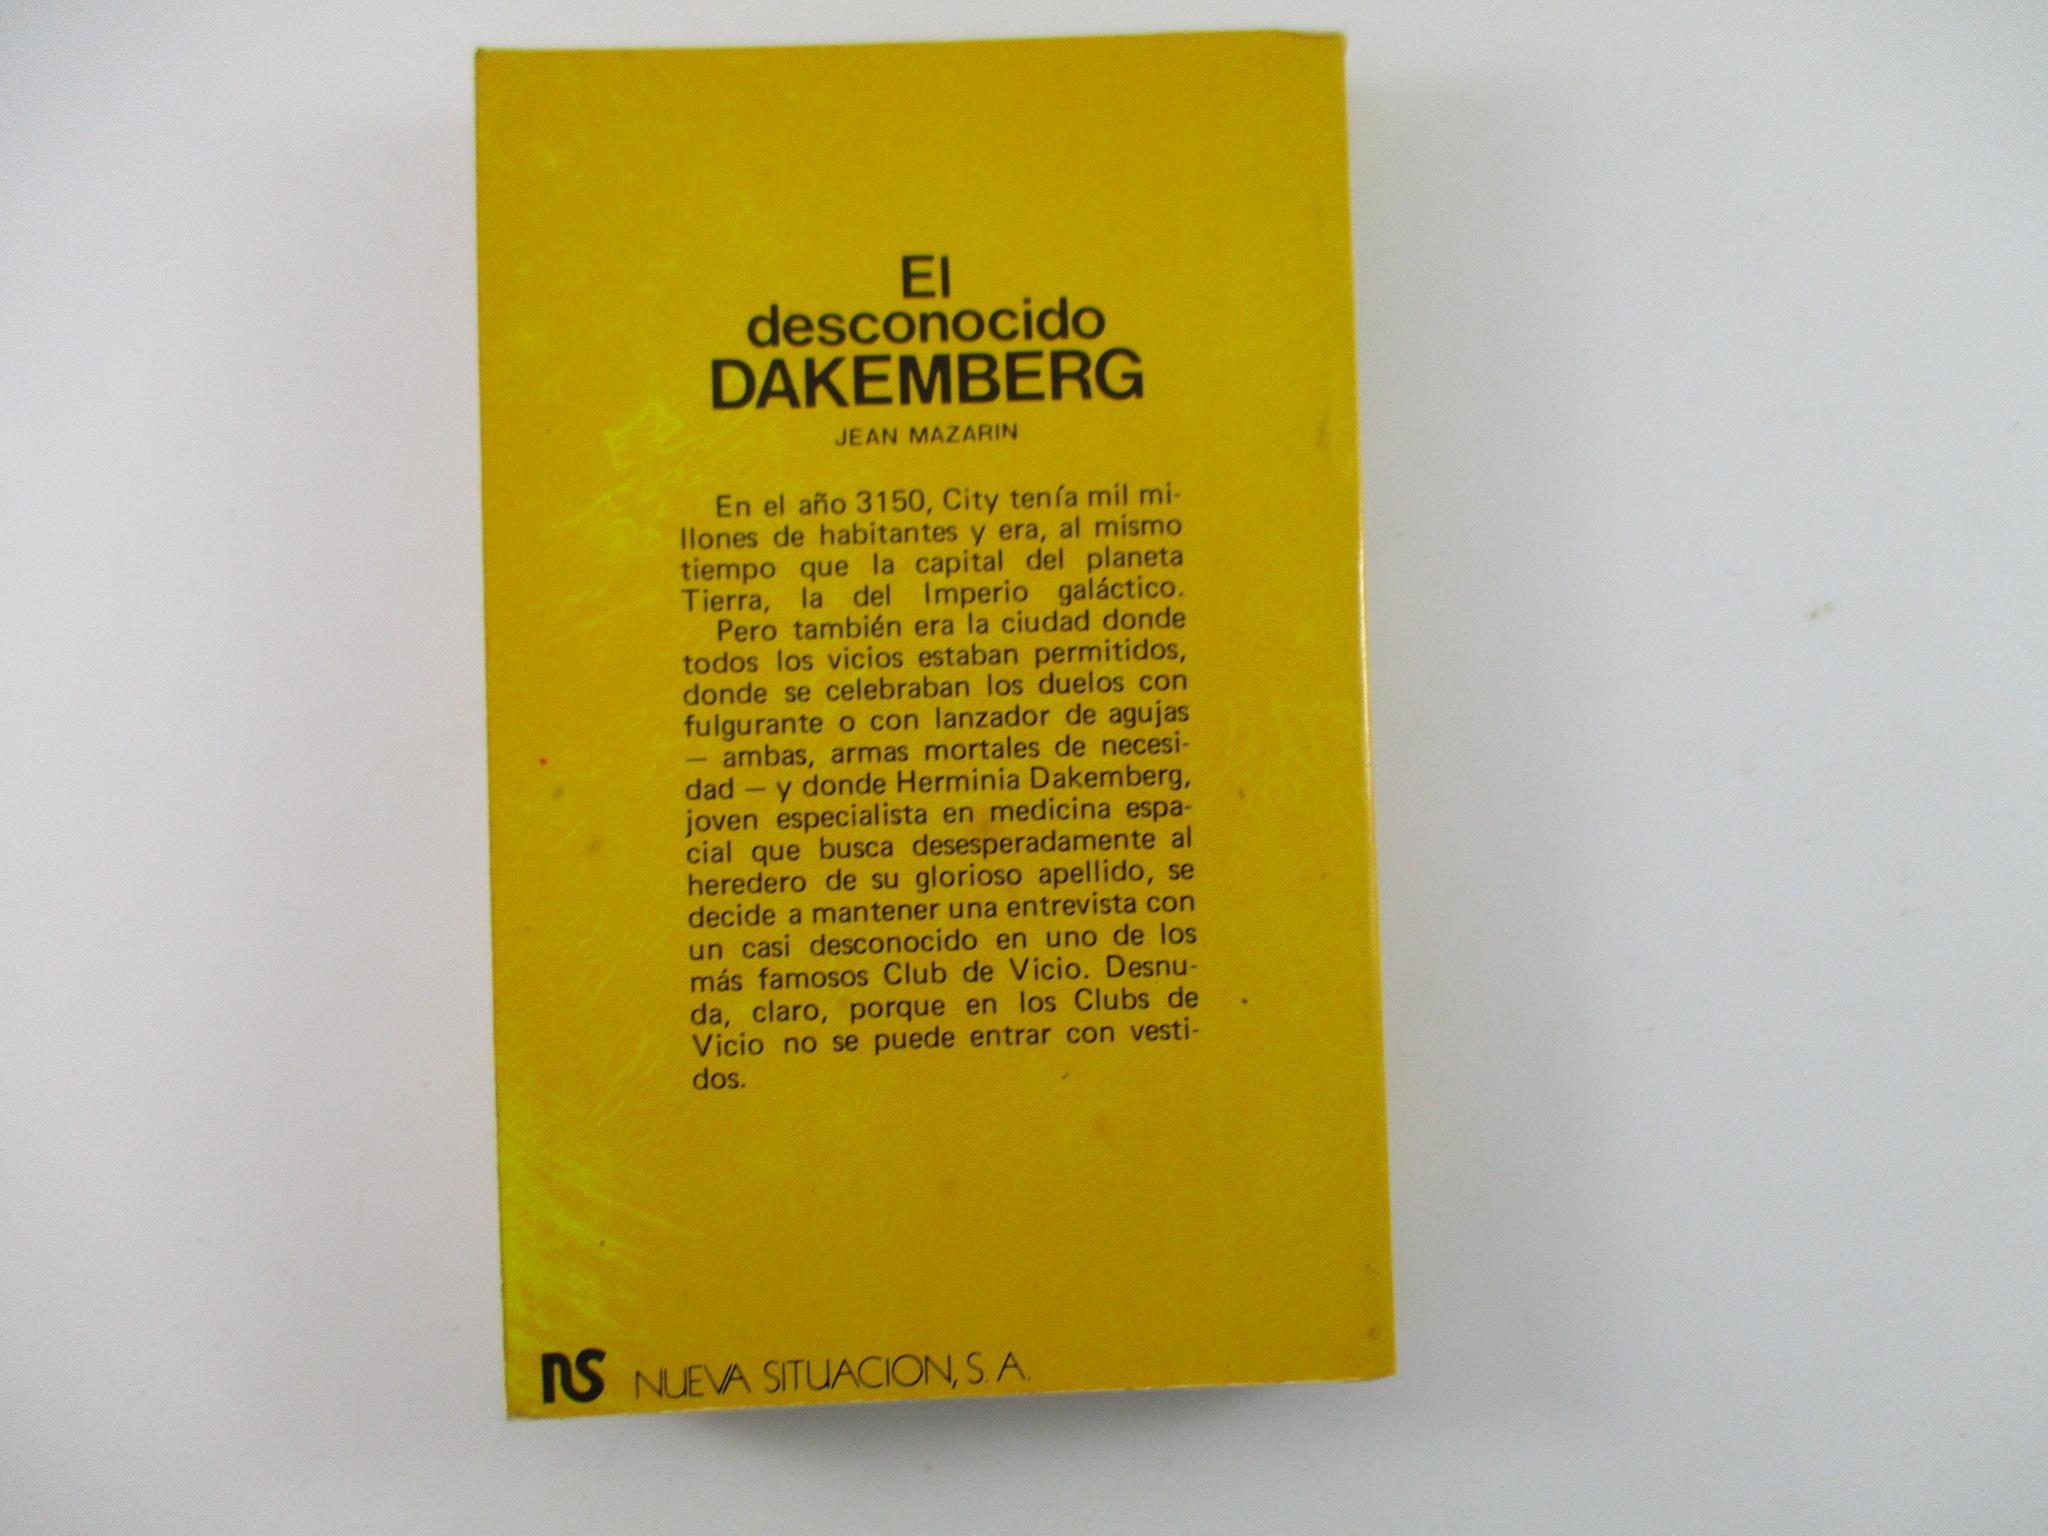 El
desconocido
DAKEMBERG
JEAN MAZARIN
En el año 3150, City tenía mil mi-
llones de habitantes y era, al mismo
tiempo que la capital del planeta
Tierra, la del Imperio galáctico.
Pero también era la ciudad donde
todos los vicios estaban permitidos,
donde se celebraban los duelos con
fulgurante o con lanzador de agujas
— ambas, armas mortales de necesi-
dad — y donde Herminia Dakemberg,
joven especialista en medicina espa-
cial que busca desesperadamente al
heredero de su glorioso apellido, se
decide a mantener una entrevista con
un casi desconocido en uno de los
más famosos Club de Vicio. Desnu-
da, claro, porque en los Clubs de
Vicio no se puede entrar con vesti-
dos.
ns NUEVA SITUACION, S. A.